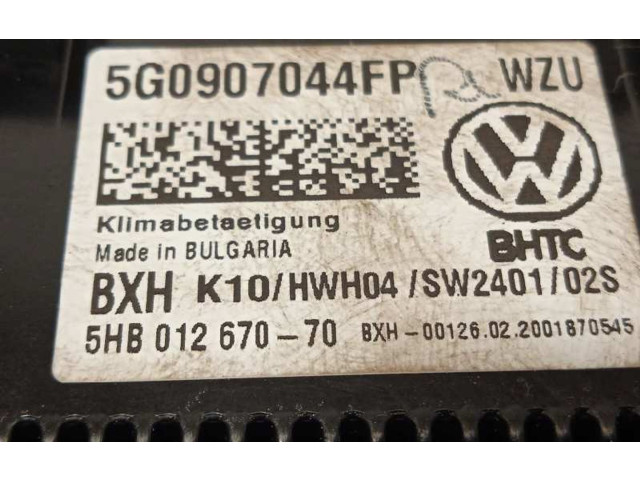 5G0907044FP WZU
Klimabetaetigung
Made in BULGARIA
BHTC
BXH K10/HWH04/SW2401/02S
5HB 012 670-70 BXH-00126.02.2001870545